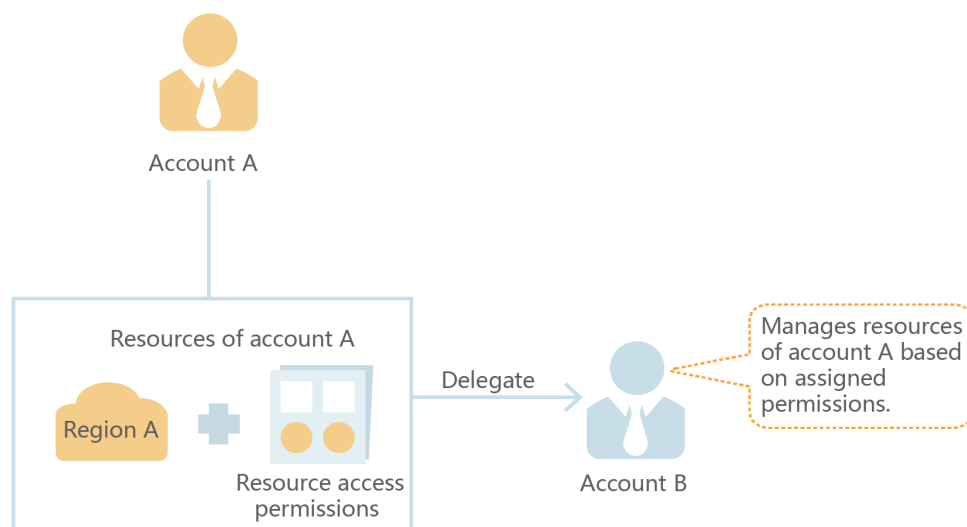 Account A
Resources of account A
Region A
Resource access
permissions
Delegate
Account B
Manages resources
of account A based
on assigned
permissions.